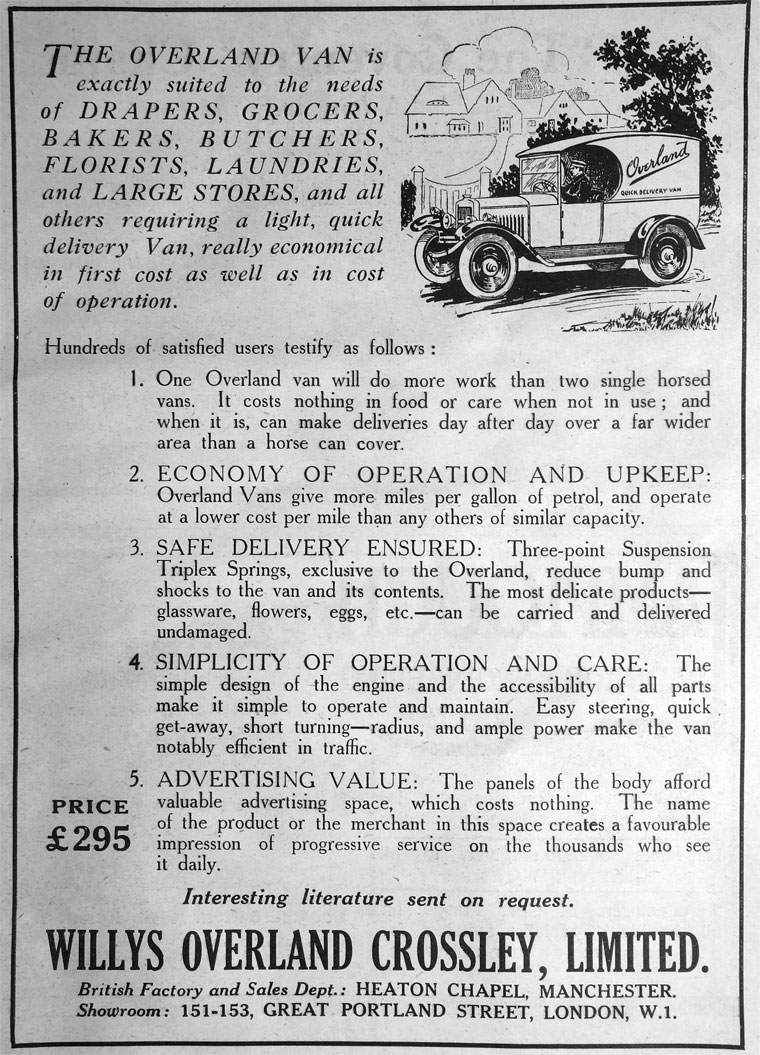 THE OVERLAND VAN is
exactly suited to the needs
of DRAPERS, GROCERS,
BAKERS, BUTCHERS,
FLORISTS, LAUNDRIES,
and LARGE STORES, and all
others requiring a light, quick
delivery Van, really economical
in first cost as well as in cost
of operation.
Overland
QUICK DELIVERY VAN
Hundreds of satisfied users testify as follows :
1. One Overland van will do more work than two single horsed
vans. It costs nothing in food or care when not in use ; and
when it is, can make deliveries day after day over a far wider
area than a horse can cover.
2. ECONOMY OF OPERATION AND UPKEEP:
Overland Vans give more miles per gallon of petrol, and operate
at a lower cost per mile than any others of similar capacity.
3. SAFE DELIVERY ENSURED: Three-point Suspension
Triplex Springs, exclusive to the Overland, reduce bump and
shocks to the van and its contents. The most delicate products—
glassware, flowers, eggs, etc.—can be carried and delivered
undamaged.
4. SIMPLICITY OF OPERATION AND CARE: The
simple design of the engine and the accessibility of all parts
make it simple to operate and maintain. Easy steering, quick
get-away, short turning—radius, and ample power make the van
notably efficient in traffic.
5. ADVERTISING VALUE: The panels of the body afford
valuable advertising space, which costs nothing. The name
of the product or the merchant in this space creates a favourable
impression of progressive service on the thousands who see
it daily.
PRICE
£295
Interesting literature sent on request.
WILLYS OVERLAND CROSSLEY, LIMITED.
British Factory and Sales Dept.: HEATON CHAPEL, MANCHESTER.
Showroom: 151-153, GREAT PORTLAND STREET, LONDON, W.1.